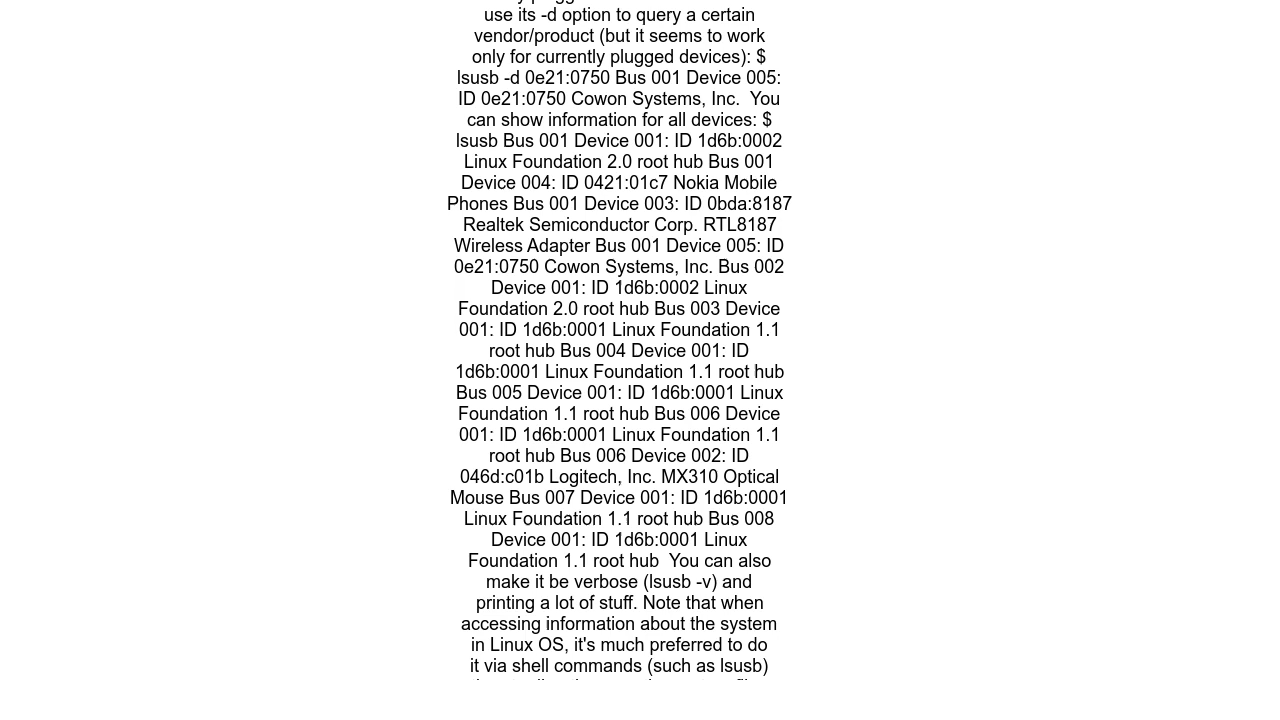 use its -d option to query a certain
vendor/product (but it seems to work
only for currently plugged devices): $
lsusb -d 0e21:0750 Bus 001 Device 005:
ID 0e21:0750 Cowon Systems, Inc.  You
can show information for all devices: $
lsusb Bus 001 Device 001: ID 1d6b:0002
Linux Foundation 2.0 root hub Bus 001
Device 004: ID 0421:01c7 Nokia Mobile
Phones Bus 001 Device 003: ID 0bda:8187
Realtek Semiconductor Corp. RTL8187
Wireless Adapter Bus 001 Device 005: ID
0e21:0750 Cowon Systems, Inc. Bus 002
Device 001: ID 1d6b:0002 Linux
Foundation 2.0 root hub Bus 003 Device
001: ID 1d6b:0001 Linux Foundation 1.1
root hub Bus 004 Device 001: ID
1d6b:0001 Linux Foundation 1.1 root hub
Bus 005 Device 001: ID 1d6b:0001 Linux
Foundation 1.1 root hub Bus 006 Device
001: ID 1d6b:0001 Linux Foundation 1.1
root hub Bus 006 Device 002: ID
046d:c01b Logitech, Inc. MX310 Optical
Mouse Bus 007 Device 001: ID 1d6b:0001
Linux Foundation 1.1 root hub Bus 008
Device 001: ID 1d6b:0001 Linux
Foundation 1.1 root hub  You can also
make it be verbose (lsusb -v) and
printing a lot of stuff. Note that when
accessing information about the system
in Linux OS, it's much preferred to do
it via shell commands (such as lsusb)